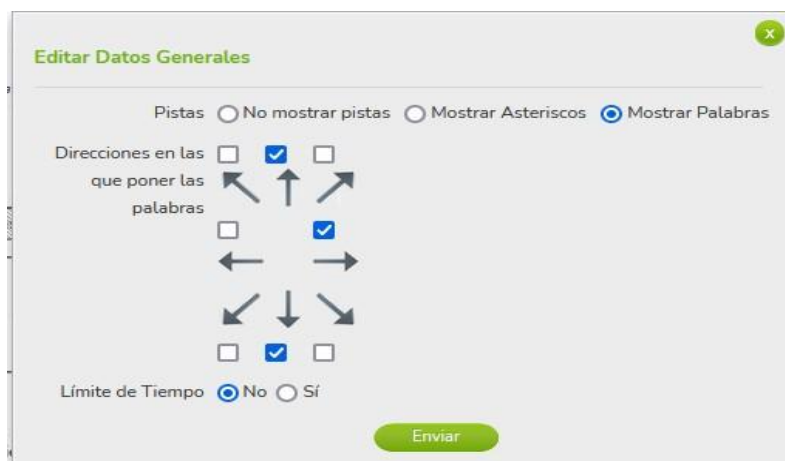 x
Editar Datos Generales
Pistas No mostrar pistas Mostrar Asteriscos Mostrar Palabras
Direcciones en las
que poner las
palabras
Límite de Tiempo No Sí
Enviar